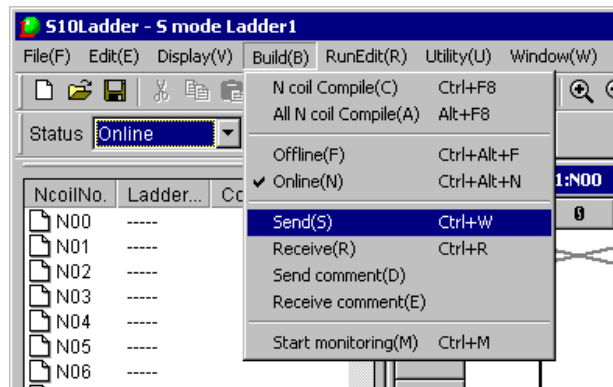 S10Ladder - S mode Ladder1
File(F) Edit(E) Display(V) Build(B) RunEdit(R) Utility(U) Window(W)
N coil Compile(C) Ctrl+F8
All N coil Compile(A) Alt+F8
Status Online
Offline(F) Ctrl+Alt+F
Online(N) Ctrl+Alt+N
1:N00
NcoilNo. Ladder... Co
0
Send(S) Ctrl+W
N00 -----
Receive(R) Ctrl+R
N01 -----
Send comment(D)
N02 -----
Receive comment(E)
N03 -----
N04 -----
Start monitoring(M) Ctrl+M
N05 -----
N06 -----